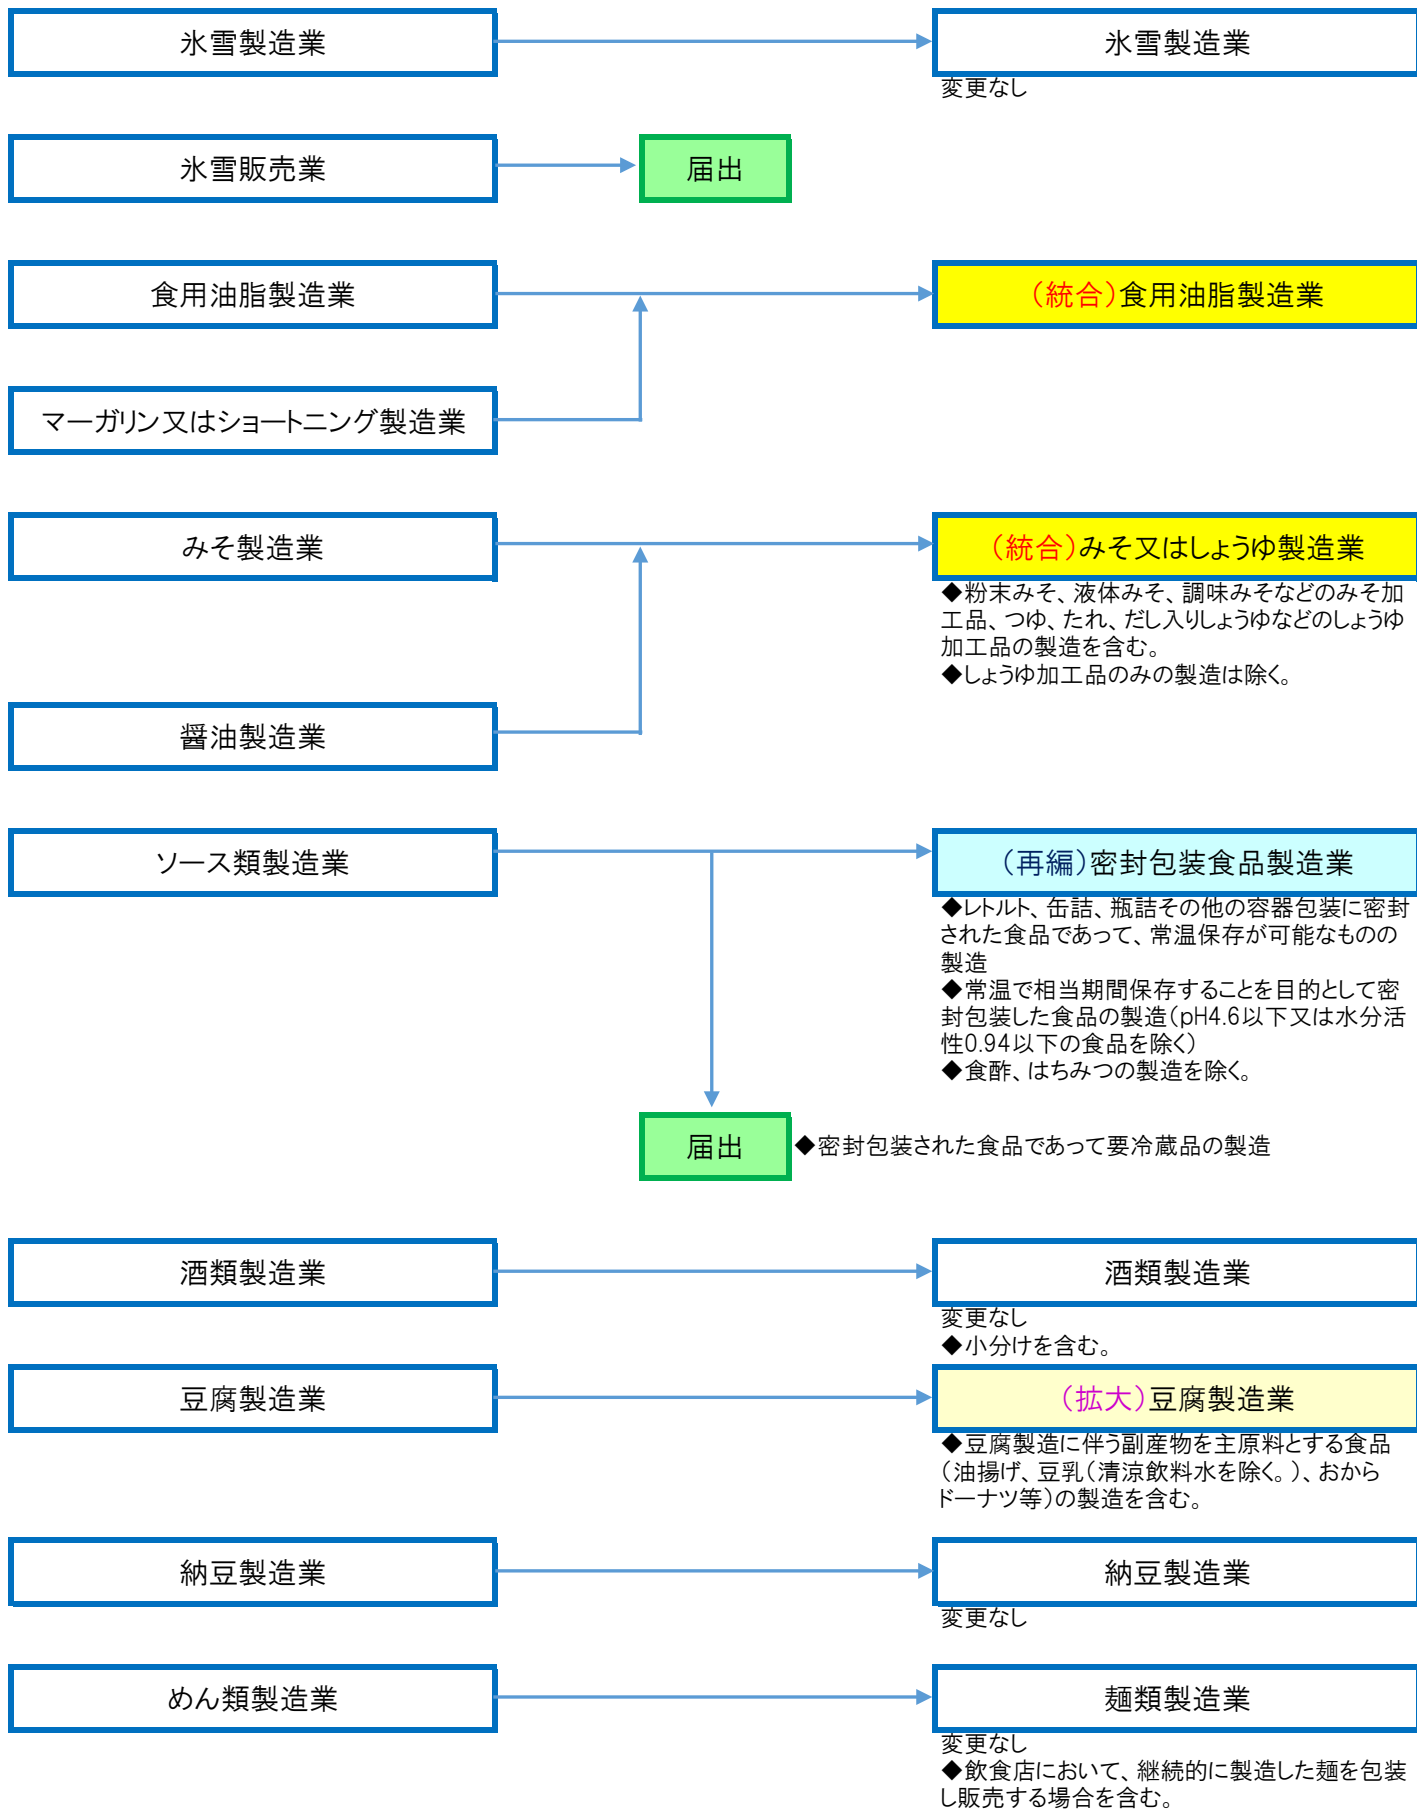 氷雪製造業
氷雪製造業
変更なし
氷雪販売業
届出
食用油脂製造業
（統合）食用油脂製造業
マーガリン又はショートニング製造業
みそ製造業
（統合）みそ又はしょうゆ製造業
◆粉末みそ、液体みそ、調味みそなどのみそ加
工品、つゆ、たれ、だし入りしょうゆなどのしょうゆ
加工品の製造を含む。
◆しょうゆ加工品のみの製造は除く。
醤油製造業
ソース類製造業
（再編）密封包装食品製造業
◆レトルト、缶詰、瓶詰その他の容器包装に密封
された食品であって、常温保存が可能なものの
製造
◆常温で相当期間保存することを目的として密
封包装した食品の製造（pH4.6以下又は水分活
性0.94以下の食品を除く）
◆食酢、はちみつの製造を除く。
届出
◆密封包装された食品であって要冷蔵品の製造
酒類製造業
酒類製造業
変更なし
◆小分けを含む。
豆腐製造業
（拡大）豆腐製造業
◆豆腐製造に伴う副産物を主原料とする食品
（油揚げ、豆乳（清涼飲料水を除く。）、おから
ドーナツ等）の製造を含む。
納豆製造業
納豆製造業
変更なし
めん類製造業
麺類製造業
変更なし
◆飲食店において、継続的に製造した麺を包装
し販売する場合を含む。